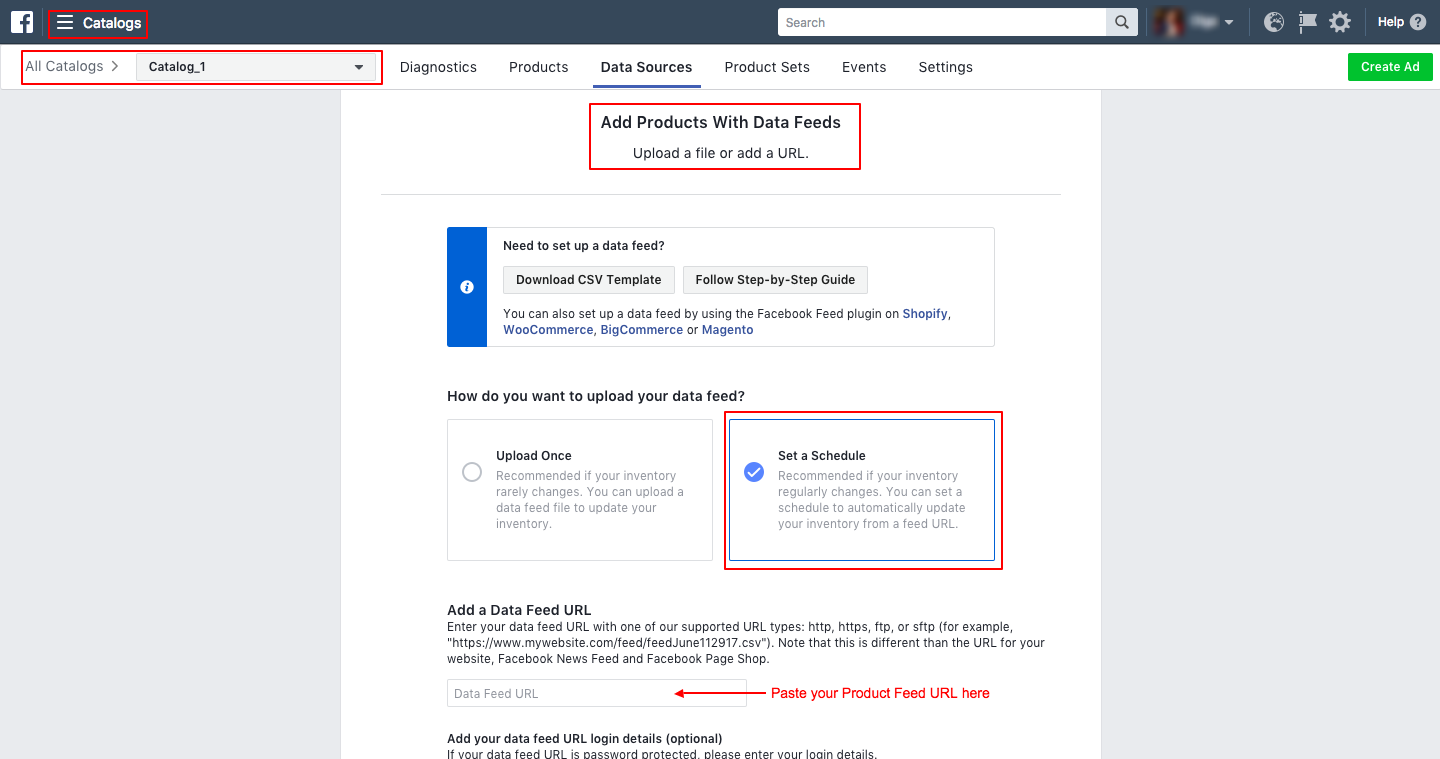 Catalogs
Search
Help
All Catalogs
Catalog_1
Diagnostics
Products
Data Sources
Product Sets
Events
Settings
Create Ad
Add Products With Data Feeds
Upload a file or add a URL.
Need to set up a data feed?
Download CSV Template
Follow Step-by-Step Guide
You can also set up a data feed by using the Facebook Feed plugin on Shopify,
WooCommerce, BigCommerce or Magento
How do you want to upload your data feed?
Upload Once
Recommended if your inventory
rarely changes. You can upload a
data feed file to update your
inventory.
Set a Schedule
Recommended if your inventory
regularly changes. You can set a
schedule to automatically update
your inventory from a feed URL.
Add a Data Feed URL
Enter your data feed URL with one of our supported URL types: http, https, ftp, or sftp (for example,
"https://www.mywebsite.com/feed/feedJune112917.csv"). Note that this is different than the URL for your
website, Facebook News Feed and Facebook Page Shop.
Data Feed URL
Paste your Product Feed URL here
Add your data feed URL login details (optional)
If your data feed URL is password protected, please enter your login details.